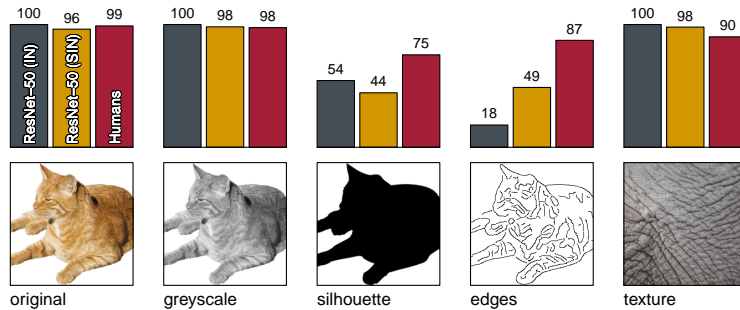 100 96 99
ResNet−50 (IN)
ResNet−50 (SIN)
Humans
100 98 98
54 44 75
18 49 87
100 98 90
original
greyscale
silhouette
edges
texture